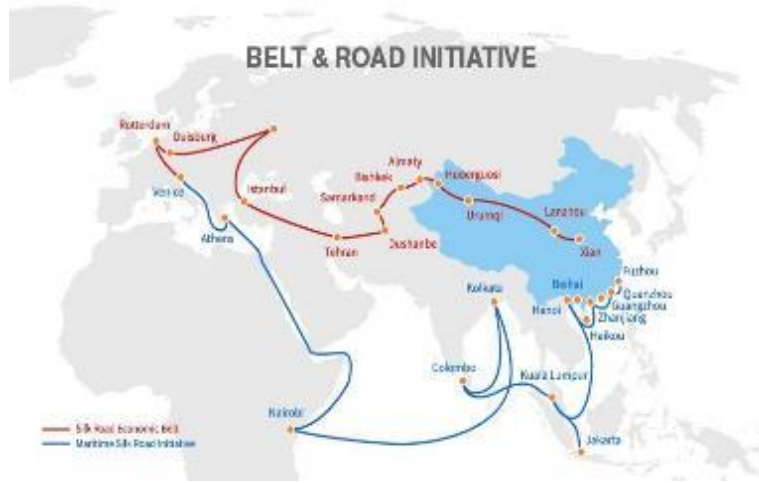 BELT & ROAD INITIATIVE
Rotterdam
Duisburg
Venice
Istanbul
Athens
Tehran
Samarkand
Dushanbe
Bishkek
Almaty
Urumqi
Lanzhou
Xian
Fuzhou
Quanzhou
Guangzhou
Zhanjiang
Haikou
Beihai
Hanoi
Kolkata
Colombo
Kuala Lumpur
Jakarta
Nairobi
Silk Road Economic Belt
Maritime Silk Road Initiative